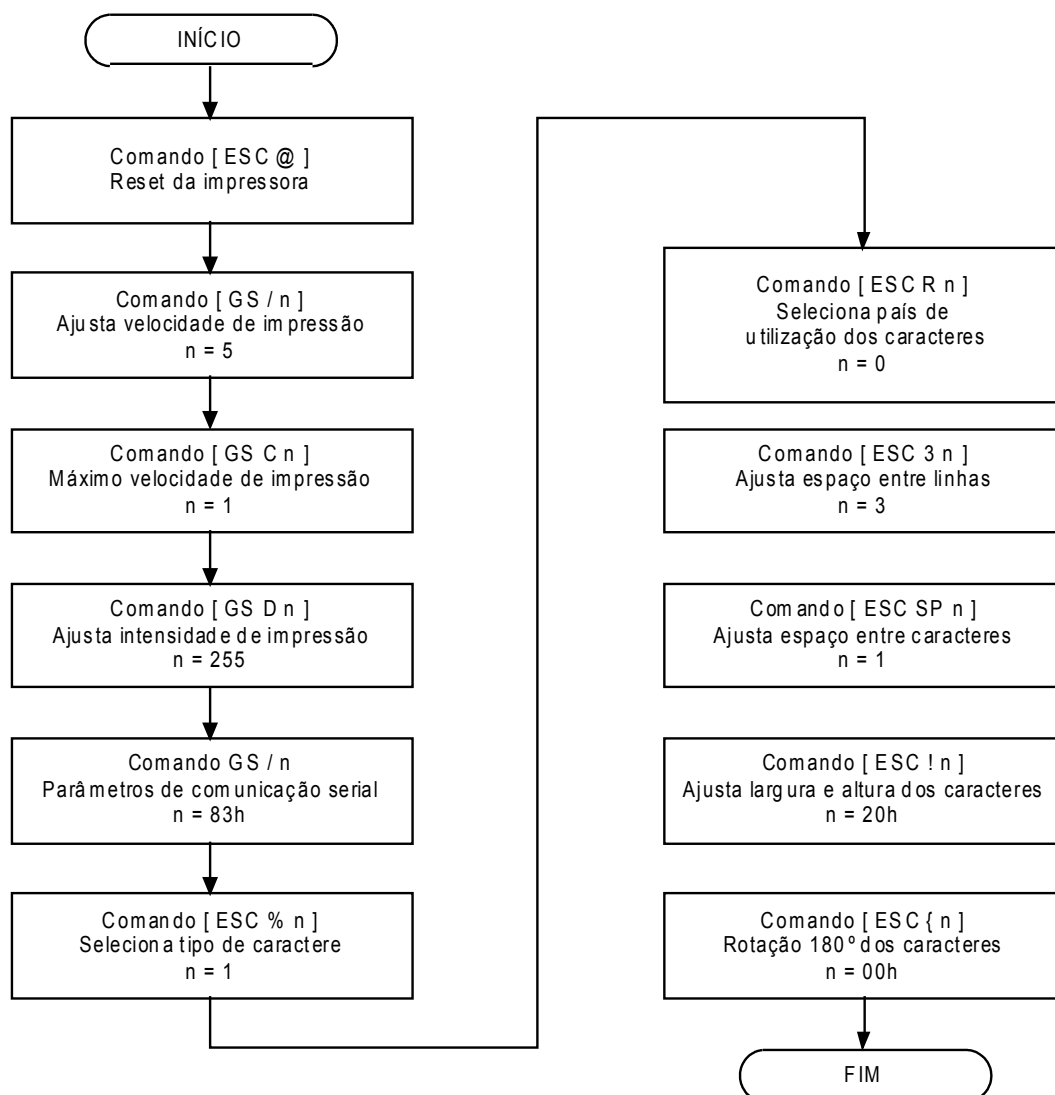 INÍCIO
Comando [ ESC @ ]
Reset da impressora
Comando [ GS / n ]
Ajusta velocidade de impressão
n = 5
Comando [ GS C n ]
Máximo velocidade de impressão
n = 1
Comando [ GS D n ]
Ajusta intensidade de impressão
n = 255
Comando GS / n
Parâmetros de comunicação serial
n = 83h
Comando [ ESC % n ]
Seleciona tipo de caractere
n = 1
Comando [ ESC R n ]
Seleciona país de
utilização dos caracteres
n = 0
Comando [ ESC 3 n ]
Ajusta espaço entre linhas
n = 3
Comando [ ESC SP n ]
Ajusta espaço entre caracteres
n = 1
Comando [ ESC ! n ]
Ajusta largura e altura dos caracteres
n = 20h
Comando [ ESC { n ]
Rotação 180º dos caracteres
n = 00h
FIM